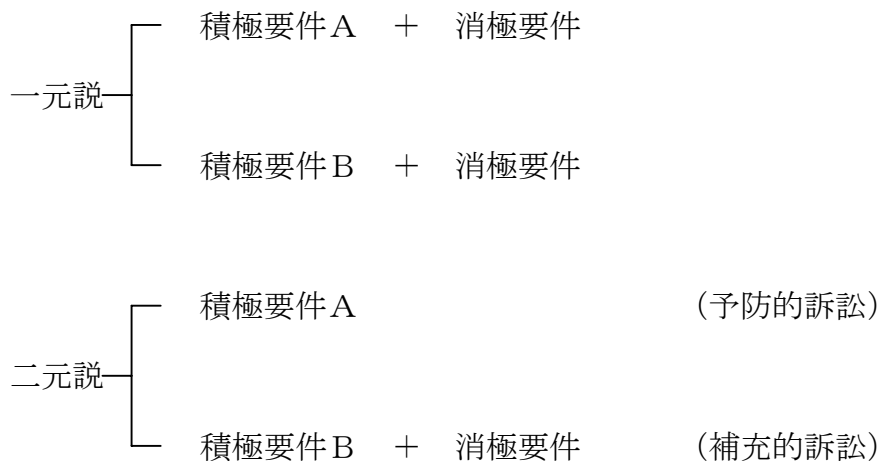 積極要件A + 消極要件
一元説
積極要件B + 消極要件
積極要件A (予防的訴訟)
二元説
積極要件B + 消極要件 (補充的訴訟)